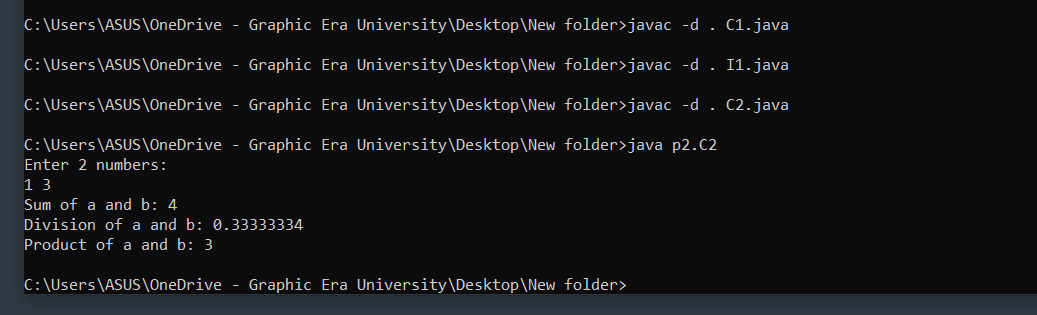 C:\Users\ASUS\OneDrive - Graphic Era University\Desktop\New folder>javac -d . C1.java
C:\Users\ASUS\OneDrive - Graphic Era University\Desktop\New folder>javac -d . I1.java
C:\Users\ASUS\OneDrive - Graphic Era University\Desktop\New folder>javac -d . C2.java
C:\Users\ASUS\OneDrive - Graphic Era University\Desktop\New folder>java p2.C2
Enter 2 numbers:
1 3
Sum of a and b: 4
Division of a and b: 0.33333334
Product of a and b: 3
C:\Users\ASUS\OneDrive - Graphic Era University\Desktop\New folder>